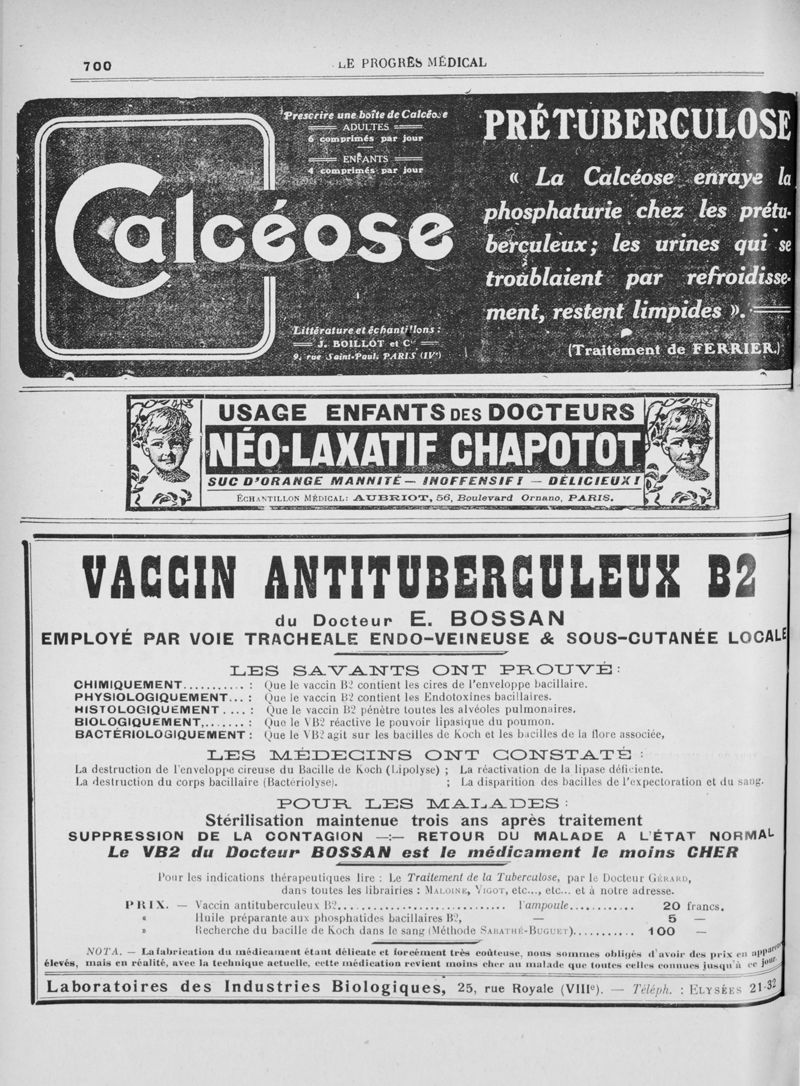 700
LE PROGRÈS MÉDICAL
Prescrire une boîte de Calcéose
ADULTES
6 comprimés par jour
ENFANTS
4 comprimés par jour
Calcéose
Littérature et échantillons :
J. BOILLOT et Cie
9, rue Saint-Paul, PARIS (IVe)
PRÉTUBERCULOSE
« La Calcéose enraye la
phosphaturie chez les prétu-
berculeux; les urines qui se
troublaient par refroidisse-
ment, restent limpides ».
(Traitement de FERRIER.)
USAGE ENFANTS DES DOCTEURS
NÉO-LAXATIF CHAPOTOT
SUC D'ORANGE MANNITÉ — INOFFENSIF! — DÉLICIEUX!
ÉCHANTILLON MÉDICAL: AUBRIOT, 56, Boulevard Ornano, PARIS.
VACCIN ANTITUBERCULEUX B2
du Docteur E. BOSSAN
EMPLOYÉ PAR VOIE TRACHEALE ENDO-VEINEUSE & SOUS-CUTANÉE LOCALE
LES SAVANTS ONT PROUVÉ :
CHIMIQUEMENT........... : Que le vaccin B2 contient les cires de l'enveloppe bacillaire.
PHYSIOLOGIQUEMENT... : Que le vaccin B2 contient les Endotoxines bacillaires.
HISTOLOGIQUEMENT .... : Que le vaccin B2 pénètre toutes les alvéoles pulmonaires.
BIOLOGIQUEMENT........ : Que le VB2 réactive le pouvoir lipasique du poumon.
BACTÉRIOLOGIQUEMENT : Que le VB2 agit sur les bacilles de Koch et les bacilles de la flore associée,
LES MÉDECINS ONT CONSTATÉ :
La destruction de l'enveloppe cireuse du Bacille de Koch (Lipolyse) ; La réactivation de la lipase déficiente.
La destruction du corps bacillaire (Bactériolyse). ; La disparition des bacilles de l'expectoration et du sang.
POUR LES MALADES :
Stérilisation maintenue trois ans après traitement
SUPPRESSION DE LA CONTAGION —:— RETOUR DU MALADE A L'ÉTAT NORMAL
Le VB2 du Docteur BOSSAN est le médicament le moins CHER
Pour les indications thérapeutiques lire : Le Traitement de la Tuberculose, par le Docteur GÉRARD,
dans toutes les librairies : MALOINE, VIGOT, etc..., etc... et à notre adresse.
PRIX. — Vaccin antituberculeux B2.................................. l'ampoule............ 20 francs.
« Huile préparante aux phosphatides bacillaires B2, — 5 —
» Recherche du bacille de Koch dans le sang (Méthode SABATHÉ-BUGUET)........... 100 —
NOTA. — La fabrication du médicament étant délicate et forcément très coûteuse, nous sommes obligés d'avoir des prix en apparence
élevés, mais en réalité, avec la technique actuelle, cette médication revient moins cher au malade que toutes celles connues jusqu'à ce jour.
Laboratoires des Industries Biologiques, 25, rue Royale (VIIIe). — Téléph. : ELYSÉES 21-32